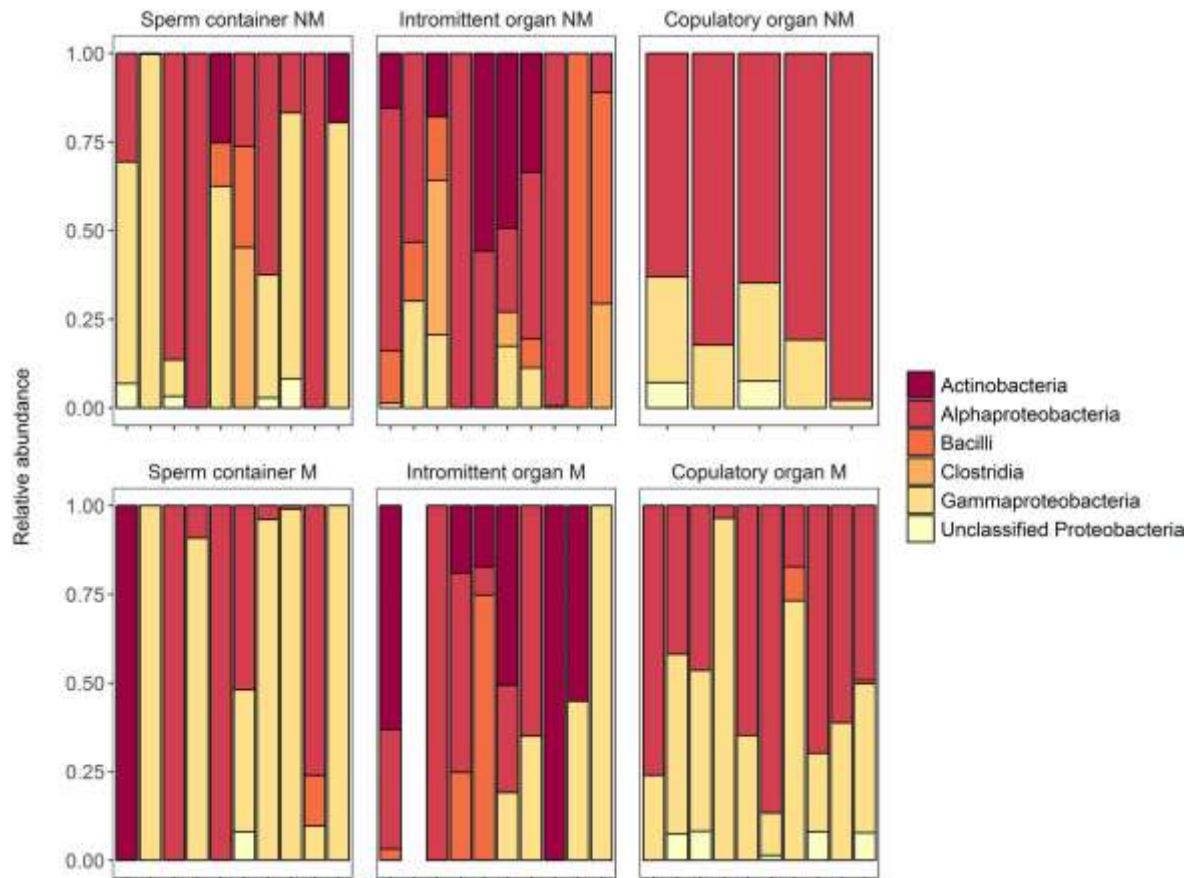 Sperm container NM
Intromittent organ NM
Copulatory organ NM
1.00
0.75
0.50
0.25
0.00
Relative abundance
Sperm container M
Intromittent organ M
Copulatory organ M
1.00
0.75
0.50
0.25
0.00
Actinobacteria
Alphaproteobacteria
Bacilli
Clostridia
Gammaproteobacteria
Unclassified Proteobacteria